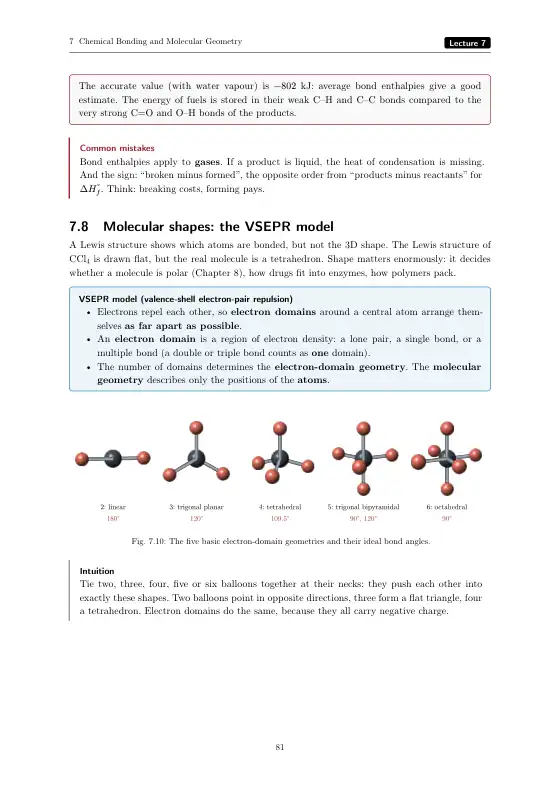 7 Chemical Bonding and Molecular Geometry
Lecture 7
The accurate value (with water vapour) is −802 kJ: average bond enthalpies give a good
estimate. The energy of fuels is stored in their weak C–H and C–C bonds compared to the
very strong C=O and O–H bonds of the products.
Common mistakes
Bond enthalpies apply to gases. If a product is liquid, the heat of condensation is missing.
And the sign: “broken minus formed”, the opposite order from “products minus reactants” for
ΔH°f. Think: breaking costs, forming pays.
7.8 Molecular shapes: the VSEPR model
A Lewis structure shows which atoms are bonded, but not the 3D shape. The Lewis structure of
CCl₄ is drawn flat, but the real molecule is a tetrahedron. Shape matters enormously: it decides
whether a molecule is polar (Chapter 8), how drugs fit into enzymes, how polymers pack.
VSEPR model (valence-shell electron-pair repulsion)
• Electrons repel each other, so electron domains around a central atom arrange them-
selves as far apart as possible.
• An electron domain is a region of electron density: a lone pair, a single bond, or a
multiple bond (a double or triple bond counts as one domain).
• The number of domains determines the electron-domain geometry. The molecular
geometry describes only the positions of the atoms.
2: linear
180°
3: trigonal planar
120°
4: tetrahedral
109.5°
5: trigonal bipyramidal
90°, 120°
6: octahedral
90°
Fig. 7.10: The five basic electron-domain geometries and their ideal bond angles.
Intuition
Tie two, three, four, five or six balloons together at their necks: they push each other into
exactly these shapes. Two balloons point in opposite directions, three form a flat triangle, four
a tetrahedron. Electron domains do the same, because they all carry negative charge.
81